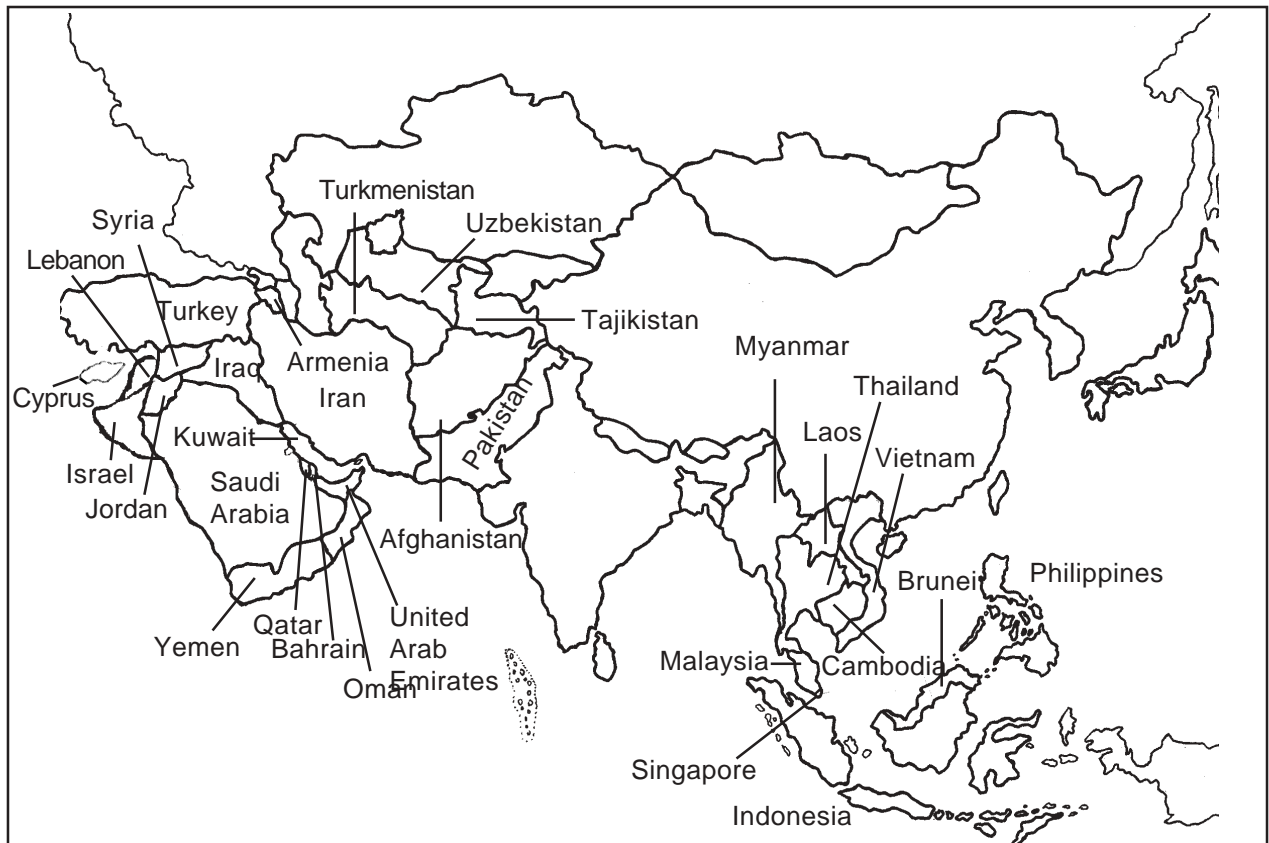 Turkmenistan
Syria
Uzbekistan
Lebanon
Turkey
Tajikistan
Myanmar
Armenia
Iraq
Thailand
Cyprus
Iran
Pakistan
Laos
Kuwait
Vietnam
Israel
Saudi
Arabia
Jordan
Afghanistan
Philippines
Brunei
Qatar
United
Arab
Emirates
Yemen
Bahrain
Malaysia
Cambodia
Oman
Singapore
Indonesia